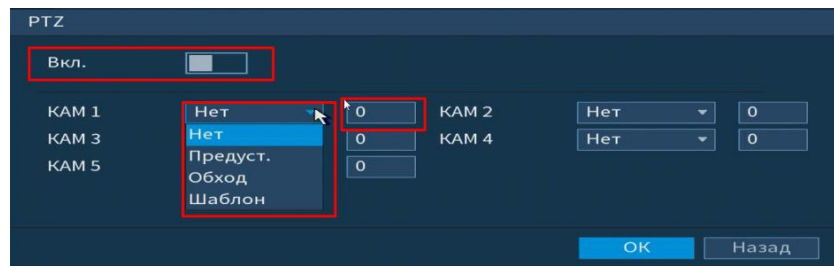 PTZ
Вкл.
КАМ 1 Нет 0 КАМ 2 Нет 0
КАМ 3 Нет 0 КАМ 4 Нет 0
Предуст.
КАМ 5 0
Обход
Шаблон
ОК Назад